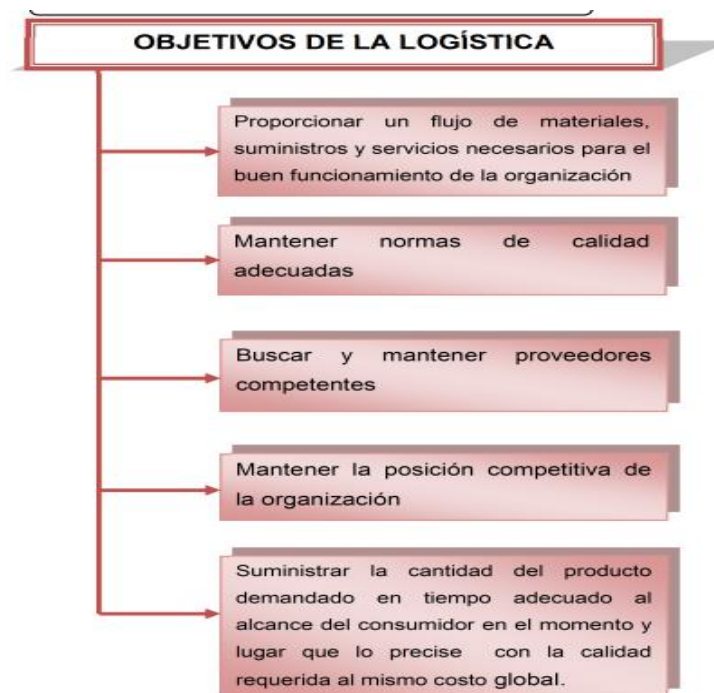 OBJETIVOS DE LA LOGÍSTICA
Proporcionar un flujo de materiales,
suministros y servicios necesarios para el
buen funcionamiento de la organización
Mantener normas de calidad
adecuadas
Buscar y mantener proveedores
competentes
Mantener la posición competitiva de
la organización
Suministrar la cantidad del producto
demandado en tiempo adecuado al
alcance del consumidor en el momento y
lugar que lo precise con la calidad
requerida al mismo costo global.